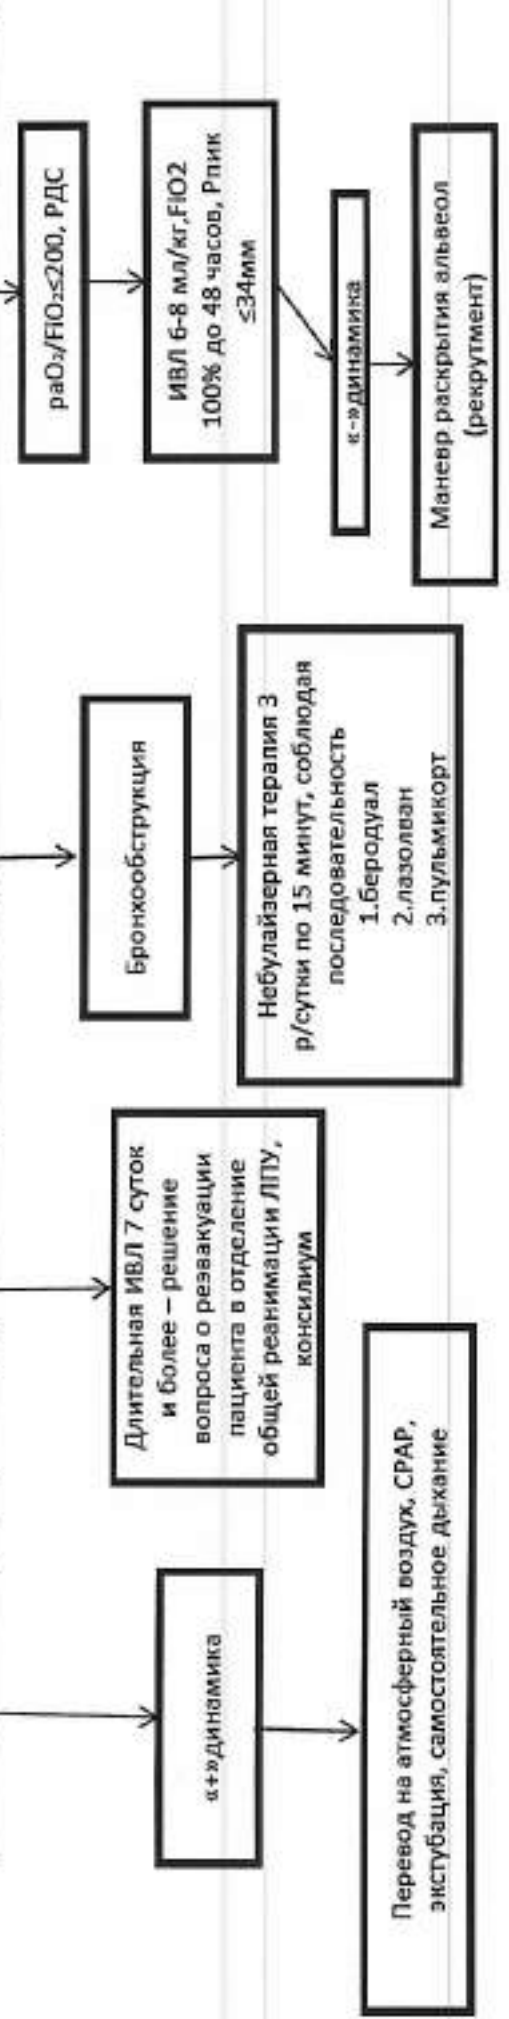 «+»динамика
Перевод на атмосферный воздух, CPAP,
экстубация, самостоятельное дыхание
Длительная ИВЛ 7 суток
и более – решение
вопроса о реэвакуации
пациента в отделение
общей реанимации ЛПУ,
консилиум
Бронхообструкция
Небулайзерная терапия 3
р/сутки по 15 минут, соблюдая
последовательность
1.беродуал
2.лазолван
3.пульмикорт
paO₂/FiO₂≤200, РДС
ИВЛ 6-8 мл/кг,FiO2
100% до 48 часов, Рпик
≤34мм
«-»динамика
Маневр раскрытия альвеол
(рекрутмент)